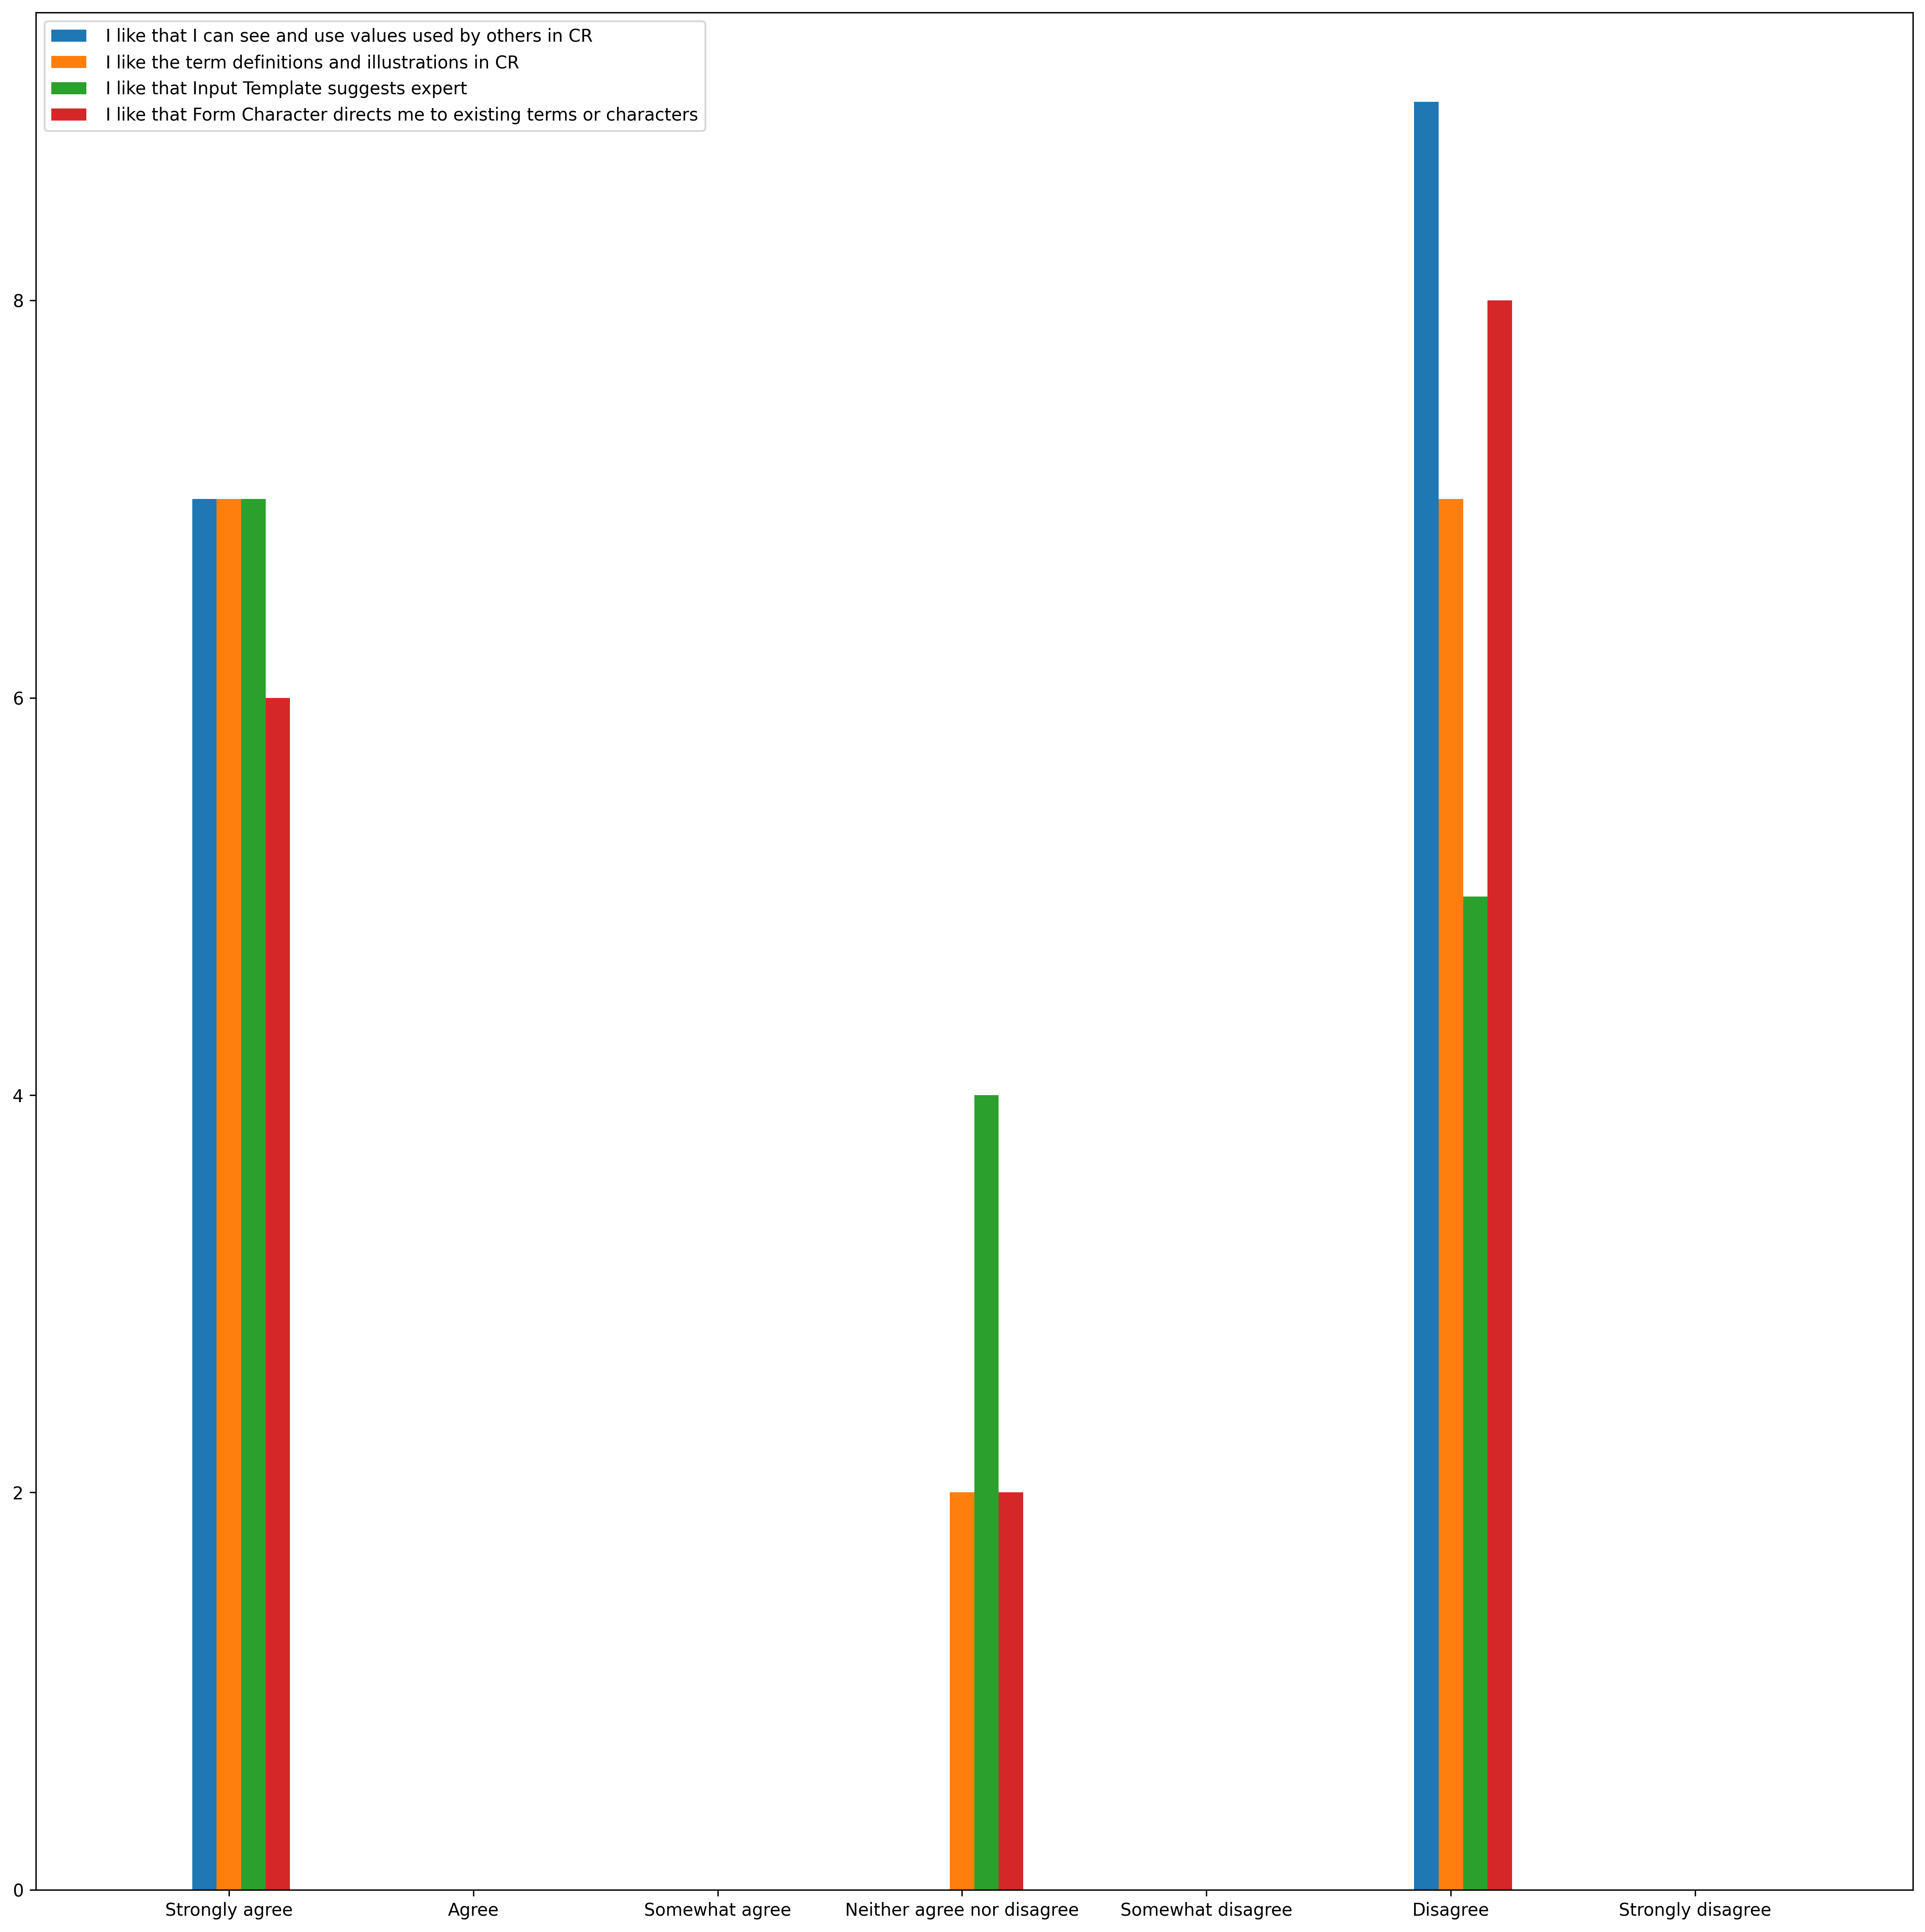 I like that I can see and use values used by others in CR
I like the term definitions and illustrations in CR
I like that Input Template suggests expert
I like that Form Character directs me to existing terms or characters
8
6
4
2
0
Strongly agree Agree Somewhat agree Neither agree nor disagree Somewhat disagree Disagree Strongly disagree